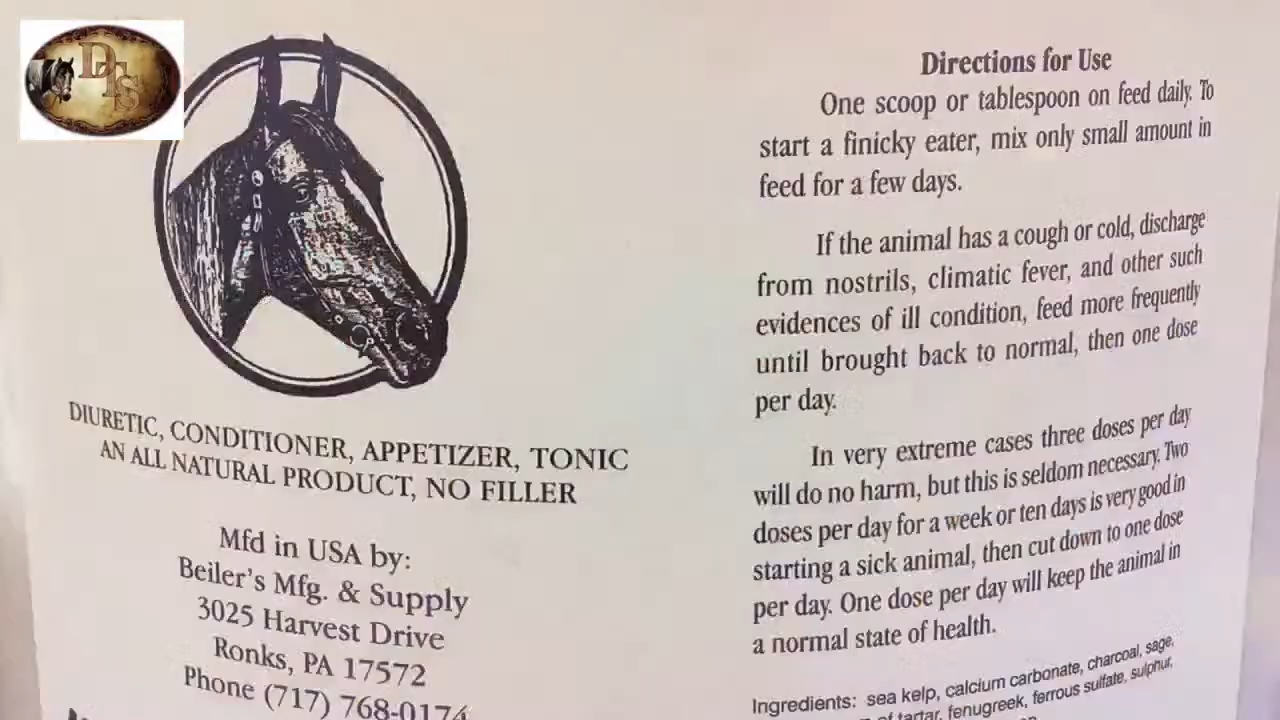 DTS
DIURETIC, CONDITIONER, APPETIZER, TONIC
AN ALL NATURAL PRODUCT, NO FILLER
Mfd in USA by:
Beiler's Mfg. & Supply
3025 Harvest Drive
Ronks, PA 17572
Phone (717) 768-0174
Directions for Use
One scoop or tablespoon on feed daily. To
start a finicky eater, mix only small amount in
feed for a few days.
If the animal has a cough or cold, discharge
from nostrils, climatic fever, and other such
evidences of ill condition, feed more frequently
until brought back to normal, then one dose
per day.
In very extreme cases three doses per day
will do no harm, but this is seldom necessary. Two
doses per day for a week or ten days is very good in
starting a sick animal, then cut down to one dose
per day. One dose per day will keep the animal in
a normal state of health.
Ingredients: sea kelp, calcium carbonate, charcoal, sage,
of tartar, fenugreek, ferrous sulfate, sulphur,